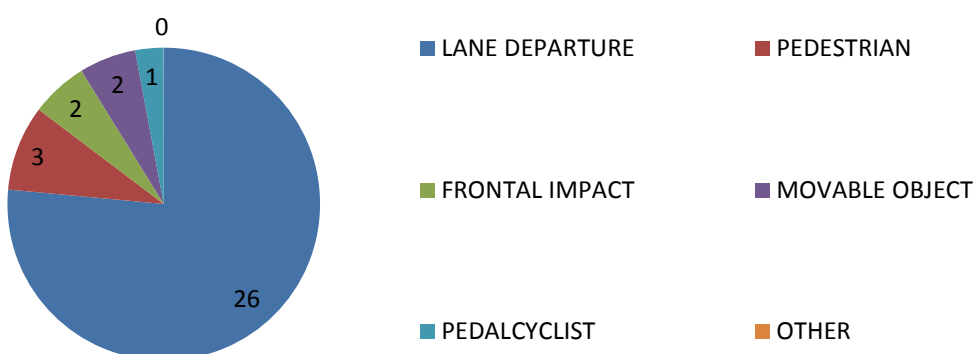 0
1
2
2
3
26
LANE DEPARTURE
PEDESTRIAN
FRONTAL IMPACT
MOVABLE OBJECT
PEDALCYCLIST
OTHER